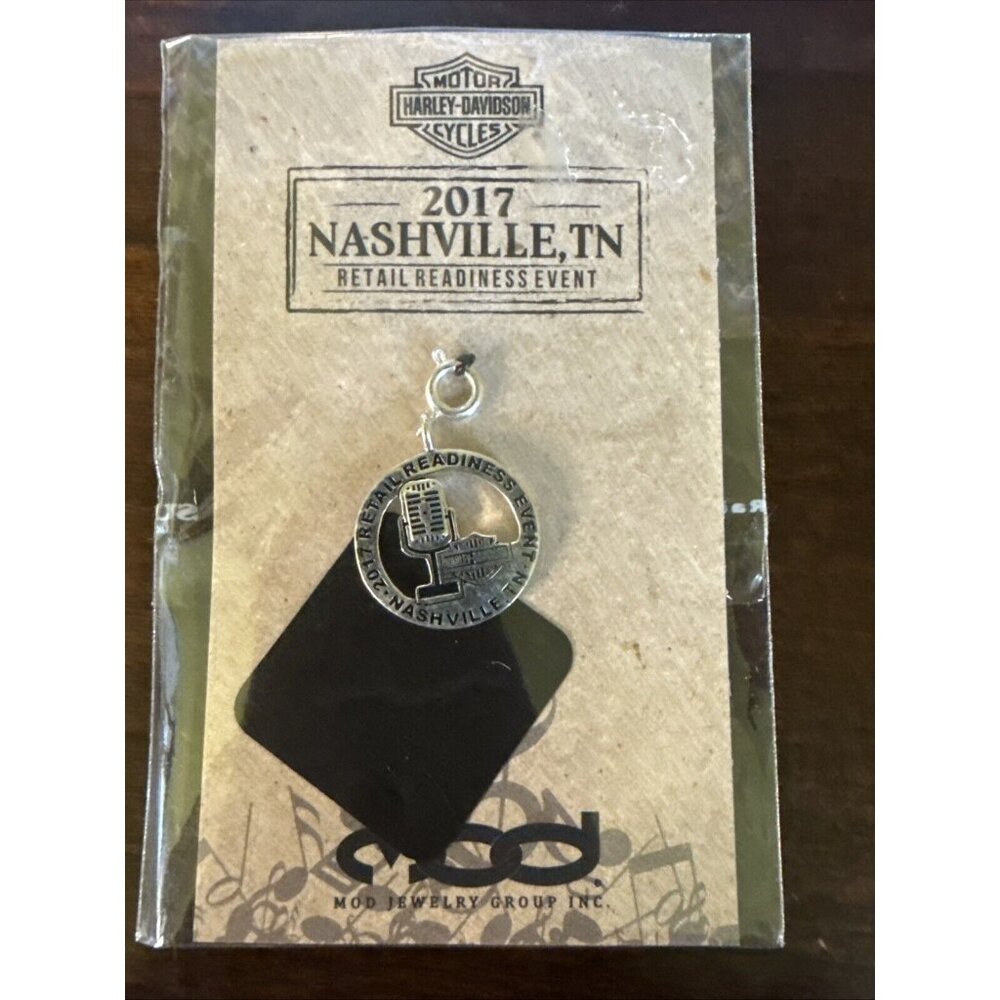 MOTOR
HARLEY-DAVIDSON
CYCLES
2017
NASHVILLE, TN
RETAIL READINESS EVENT
· 2017 RETAIL READINESS EVENT ·
NASHVILLE, TN
MOD.
MOD JEWELRY GROUP INC.